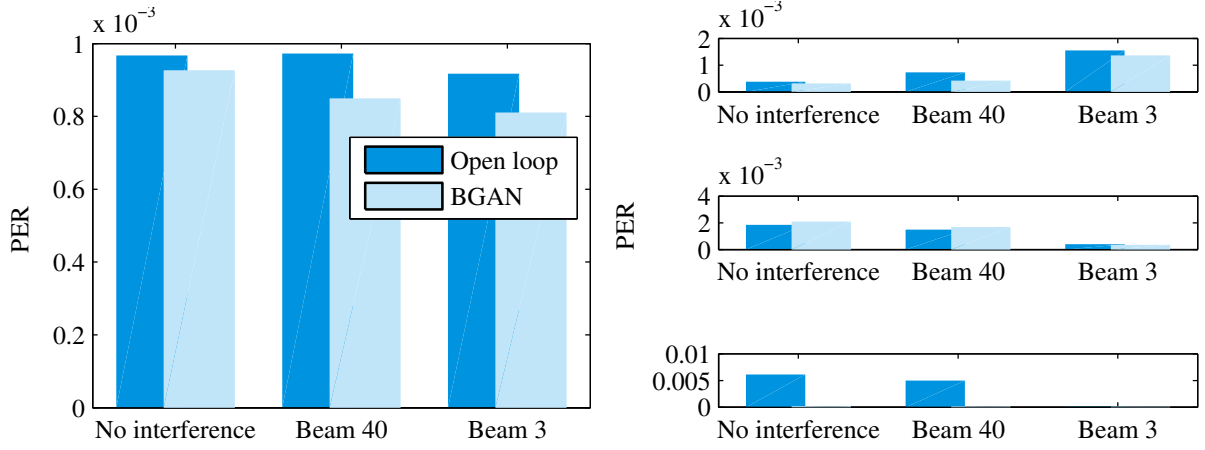 x 10⁻³
1
0.8
0.6
0.4
0.2
0
PER
No interference Beam 40 Beam 3
Open loop
BGAN
x 10⁻³
2
1
0
No interference Beam 40 Beam 3
x 10⁻³
4
2
0
PER
No interference Beam 40 Beam 3
0.01
0.005
0
No interference Beam 40 Beam 3